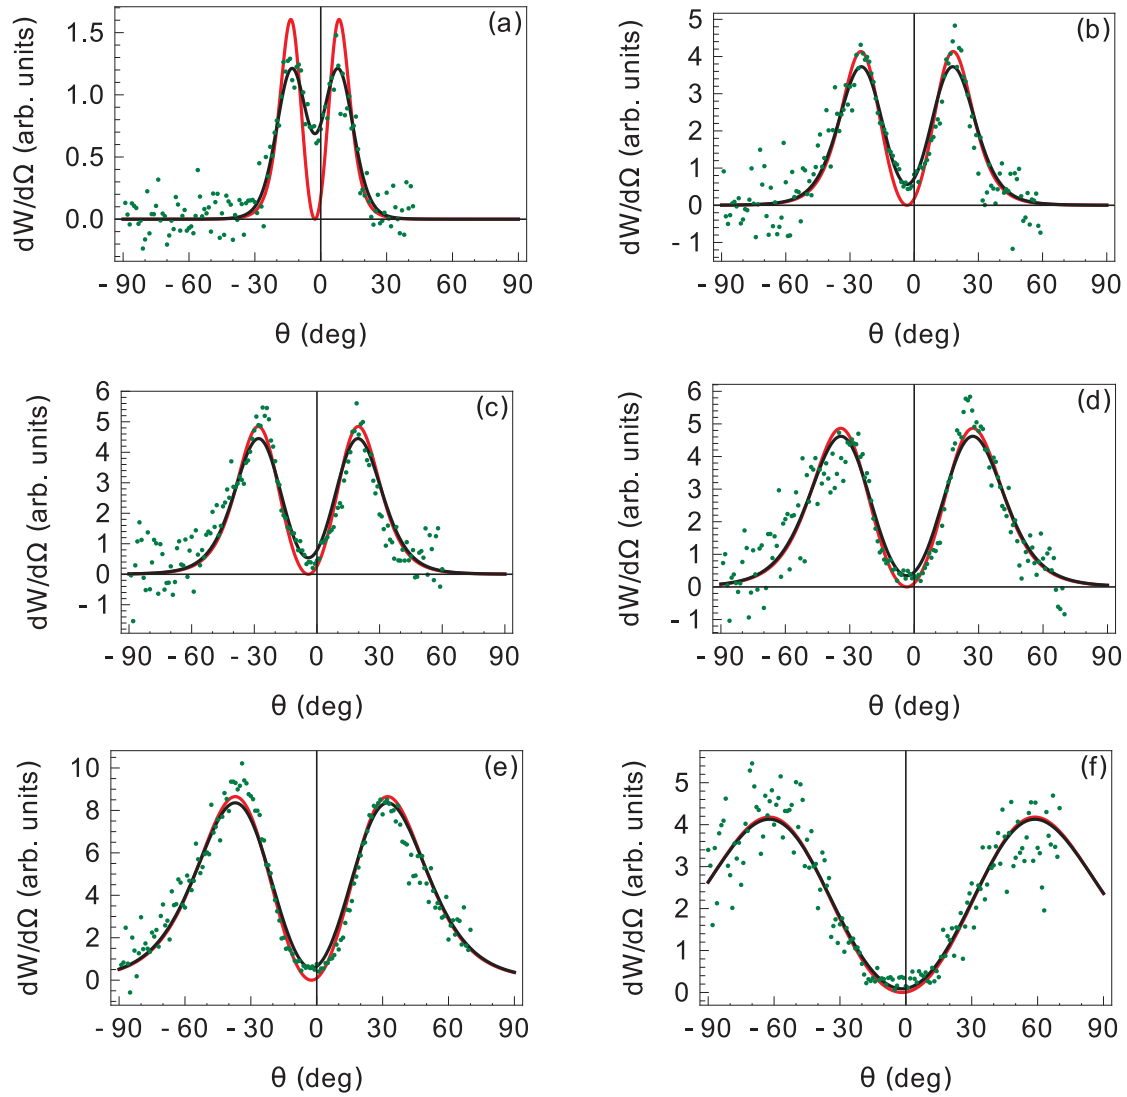 (a)
dW/dΩ (arb. units)
1.5
1.0
0.5
0.0
-90 -60 -30 0 30 60 90
θ (deg)
(b)
dW/dΩ (arb. units)
5
4
3
2
1
0
-1
-90 -60 -30 0 30 60 90
θ (deg)
(c)
dW/dΩ (arb. units)
6
5
4
3
2
1
0
-1
-90 -60 -30 0 30 60 90
θ (deg)
(d)
dW/dΩ (arb. units)
6
5
4
3
2
1
0
-1
-90 -60 -30 0 30 60 90
θ (deg)
(e)
dW/dΩ (arb. units)
10
8
6
4
2
0
-90 -60 -30 0 30 60 90
θ (deg)
(f)
dW/dΩ (arb. units)
5
4
3
2
1
0
-90 -60 -30 0 30 60 90
θ (deg)